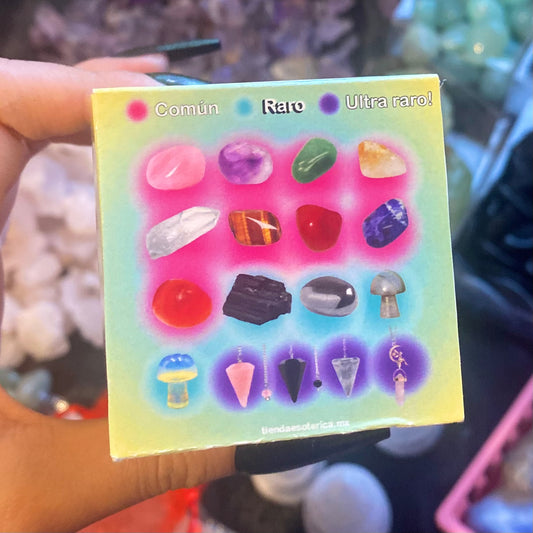 Común Raro Ultra raro!
tiendaesoterica.mx